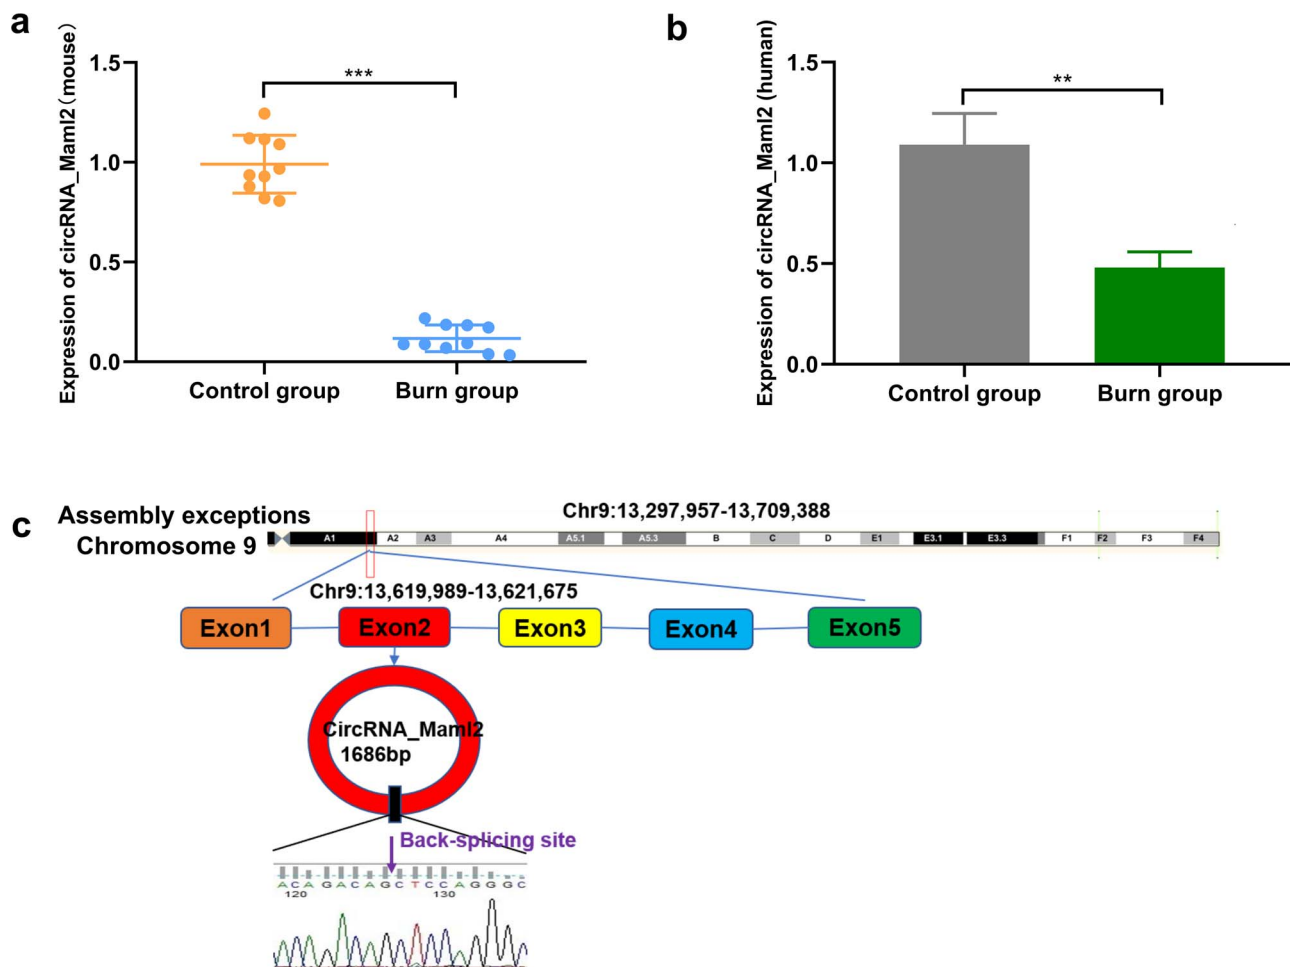 a
Expression of circRNA_Maml2(mouse)
1.5
1.0
0.5
0.0
***
Control group
Burn group
b
Expression of circRNA_Maml2 (human)
1.5
1.0
0.5
0.0
**
Control group
Burn group
c
Assembly exceptions
Chromosome 9
Chr9:13,297,957-13,709,388
A1 A2 A3 A4 A5.1 A5.3 B C D E1 E3.1 E3.3 F1 F2 F3 F4
Chr9:13,619,989-13,621,675
Exon1 Exon2 Exon3 Exon4 Exon5
CircRNA_Maml2
1686bp
Back-splicing site
ACAGACAGCTCCAGGGC
120 130